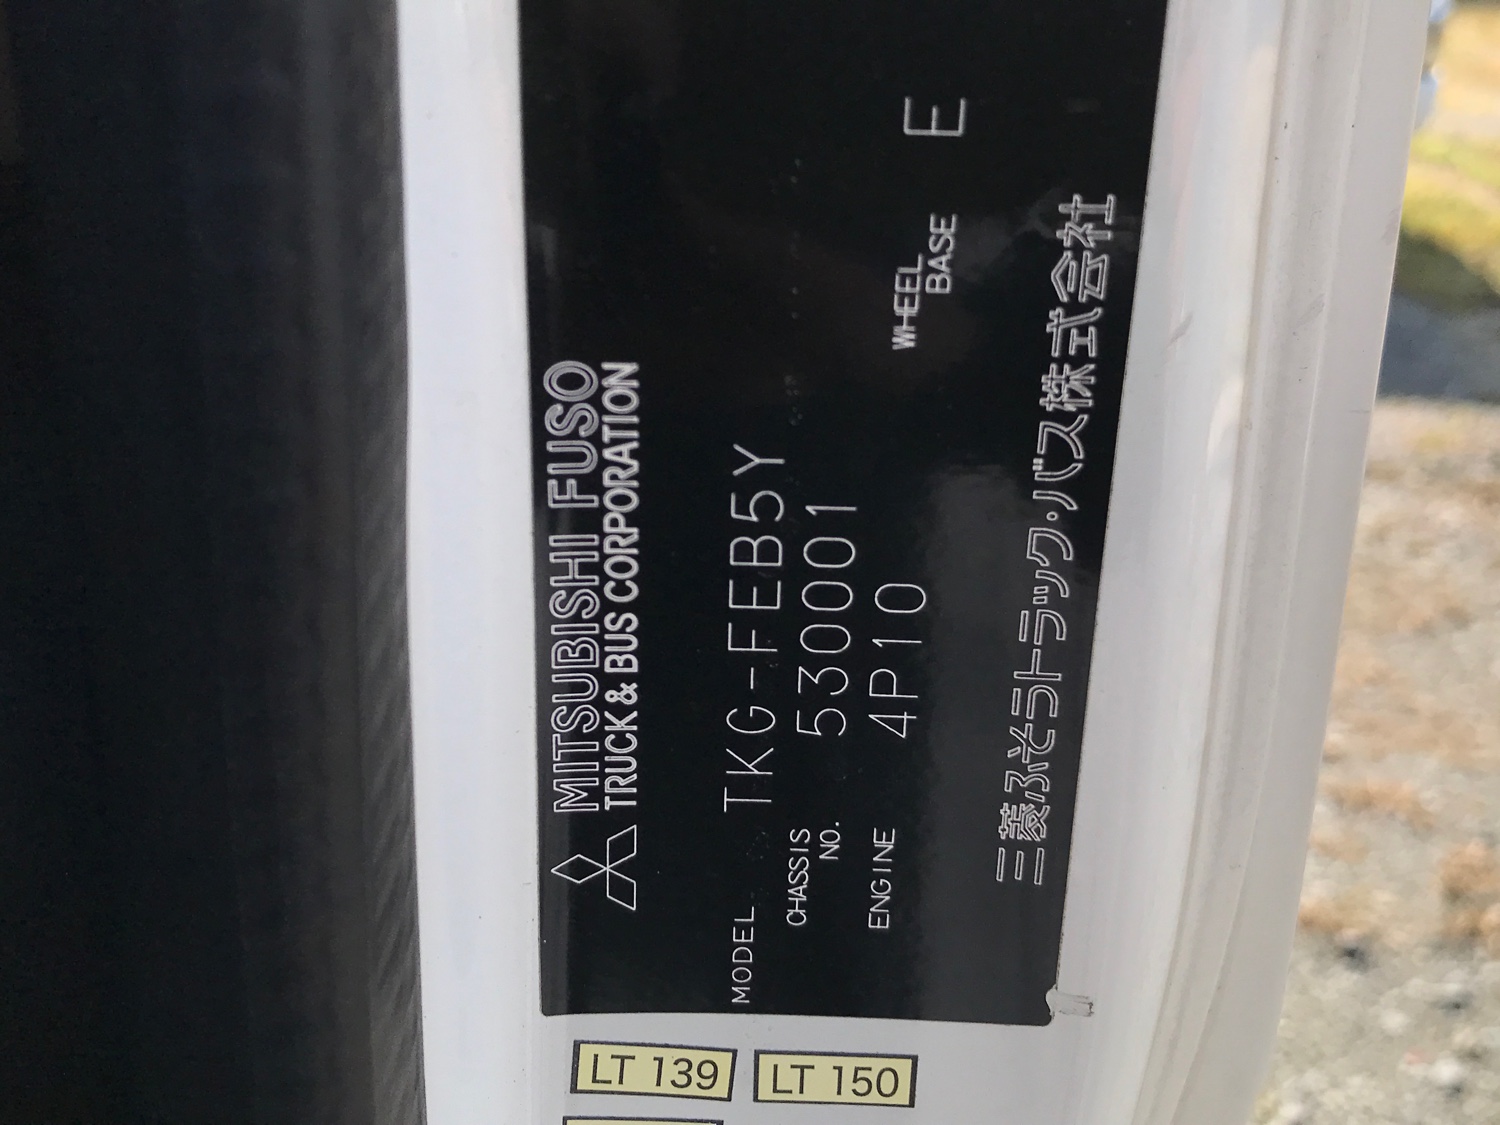 MITSUBISHI FUSO
TRUCK & BUS CORPORATION
MODEL TKG-FEB5Y
CHASSIS NO. 530001
ENGINE 4P10
WHEEL BASE E
三菱ふそうトラック・バス株式会社
LT 139
LT 150